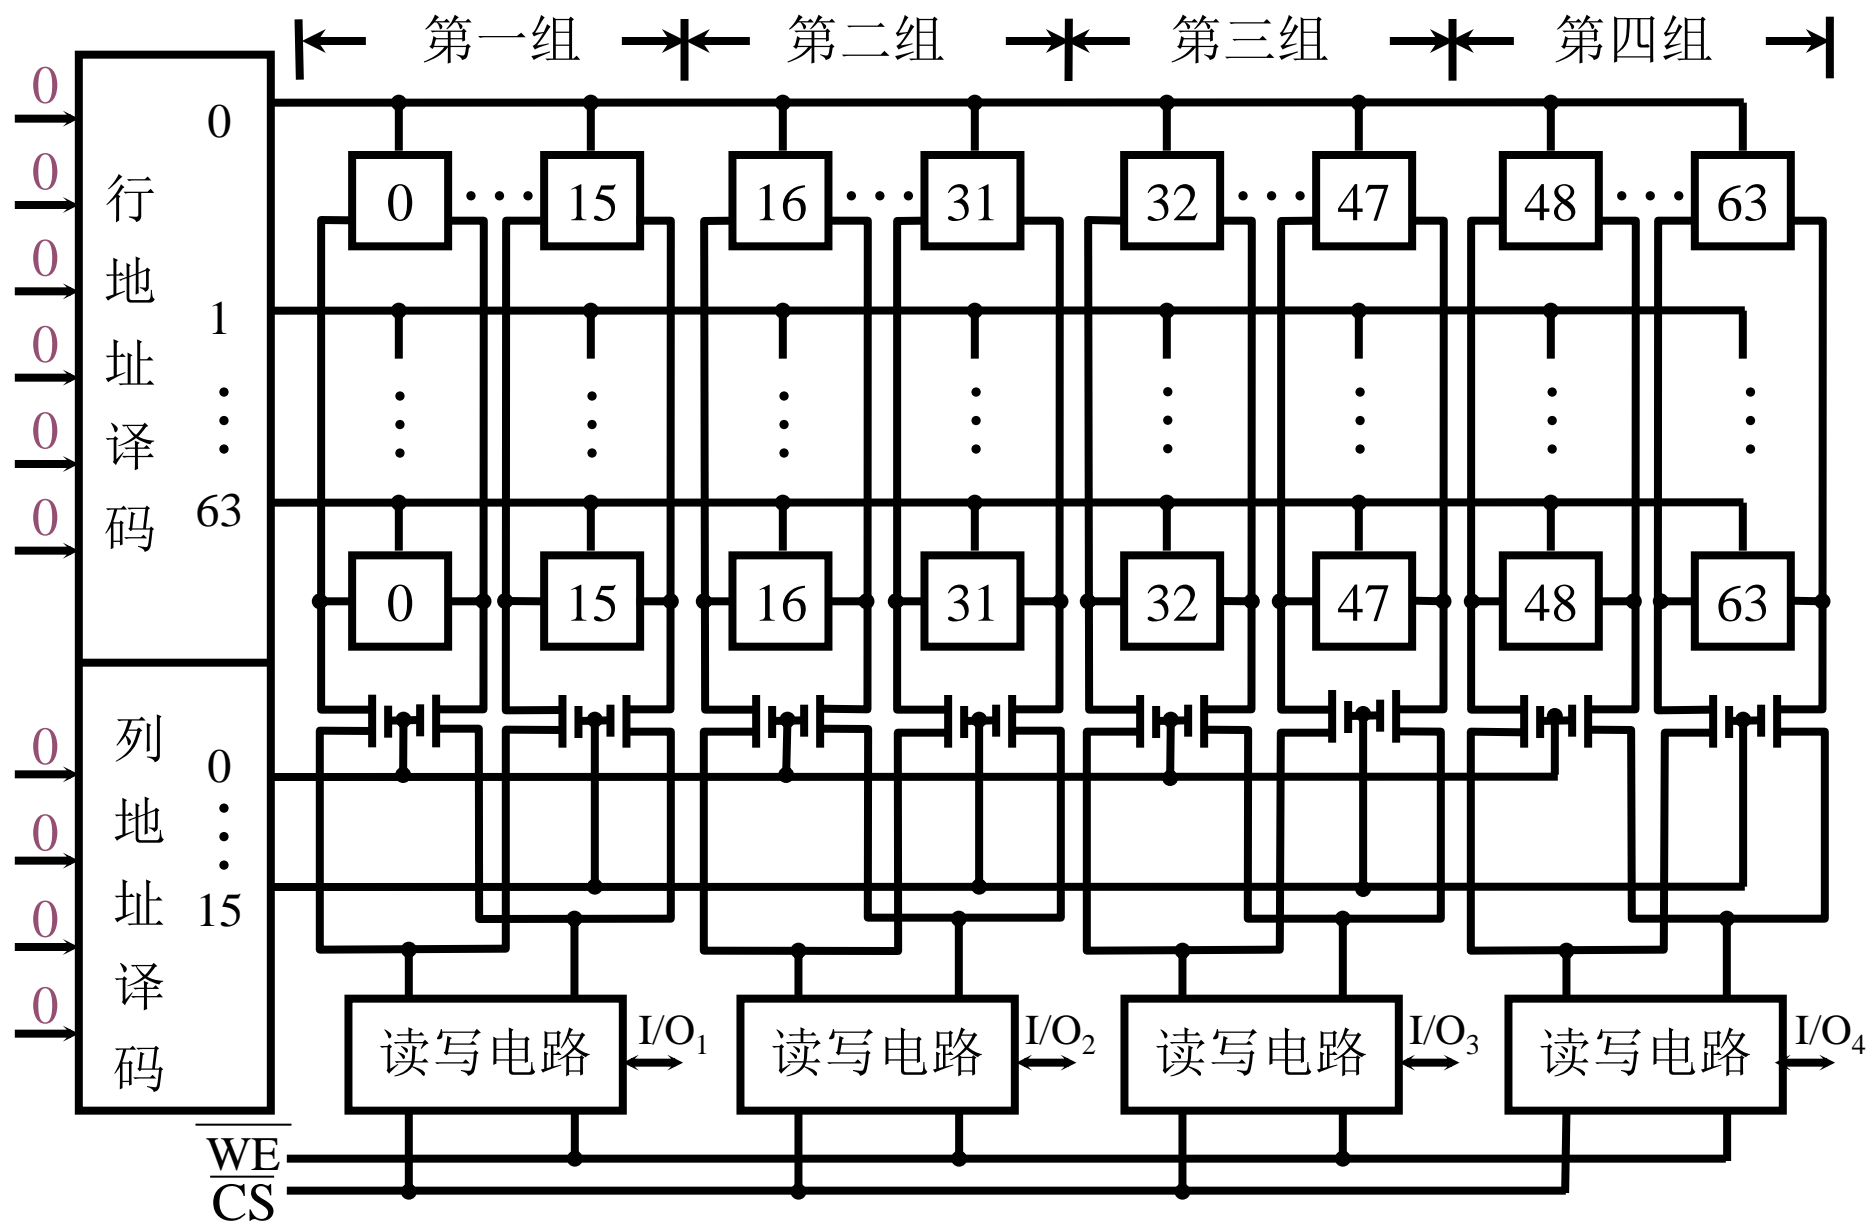 第一组 第二组 第三组 第四组
0 0
0 行 0 ··· 15 16 ··· 31 32 ··· 47 48 ··· 63
0 地 1
0 址
0 译
0 码 63
0 15 16 31 32 47 48 63
0 列 0
0 地
0 址 15
0 译
码
读写电路 I/O1 读写电路 I/O2 读写电路 I/O3 读写电路 I/O4
WE
CS